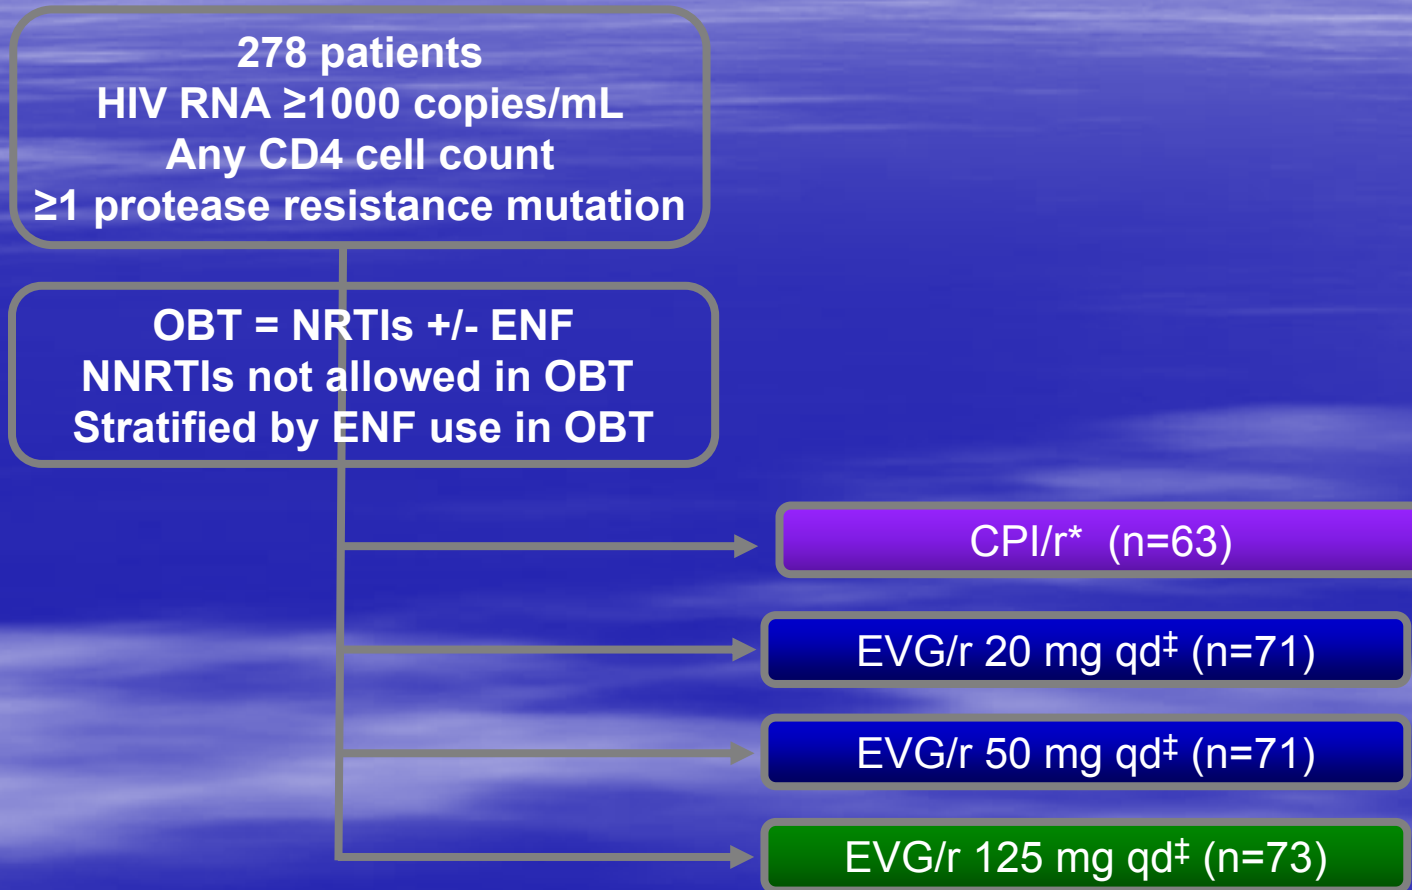 278 patients
HIV RNA ≥1000 copies/mL
Any CD4 cell count
≥1 protease resistance mutation
OBT = NRTIs +/- ENF
NNRTIs not allowed in OBT
Stratified by ENF use in OBT
CPI/r* (n=63)
EVG/r 20 mg qd‡ (n=71)
EVG/r 50 mg qd‡ (n=71)
EVG/r 125 mg qd‡ (n=73)